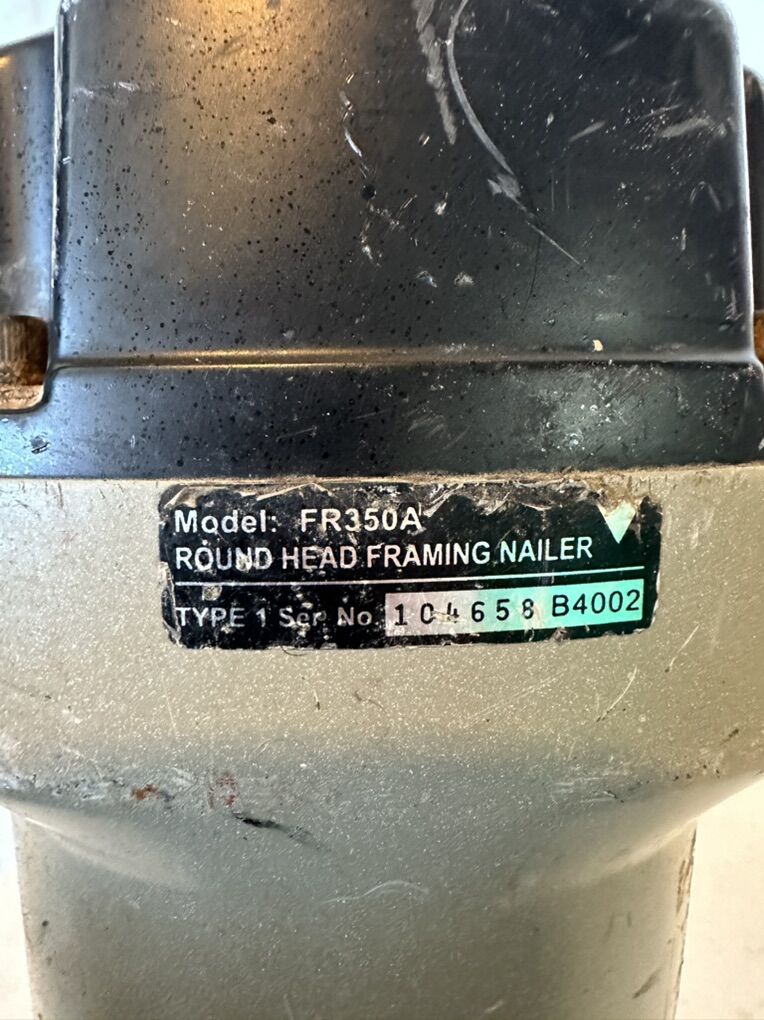 Model: FR350A
ROUND HEAD FRAMING NAILER
TYPE 1 Ser No. 104658 B4002